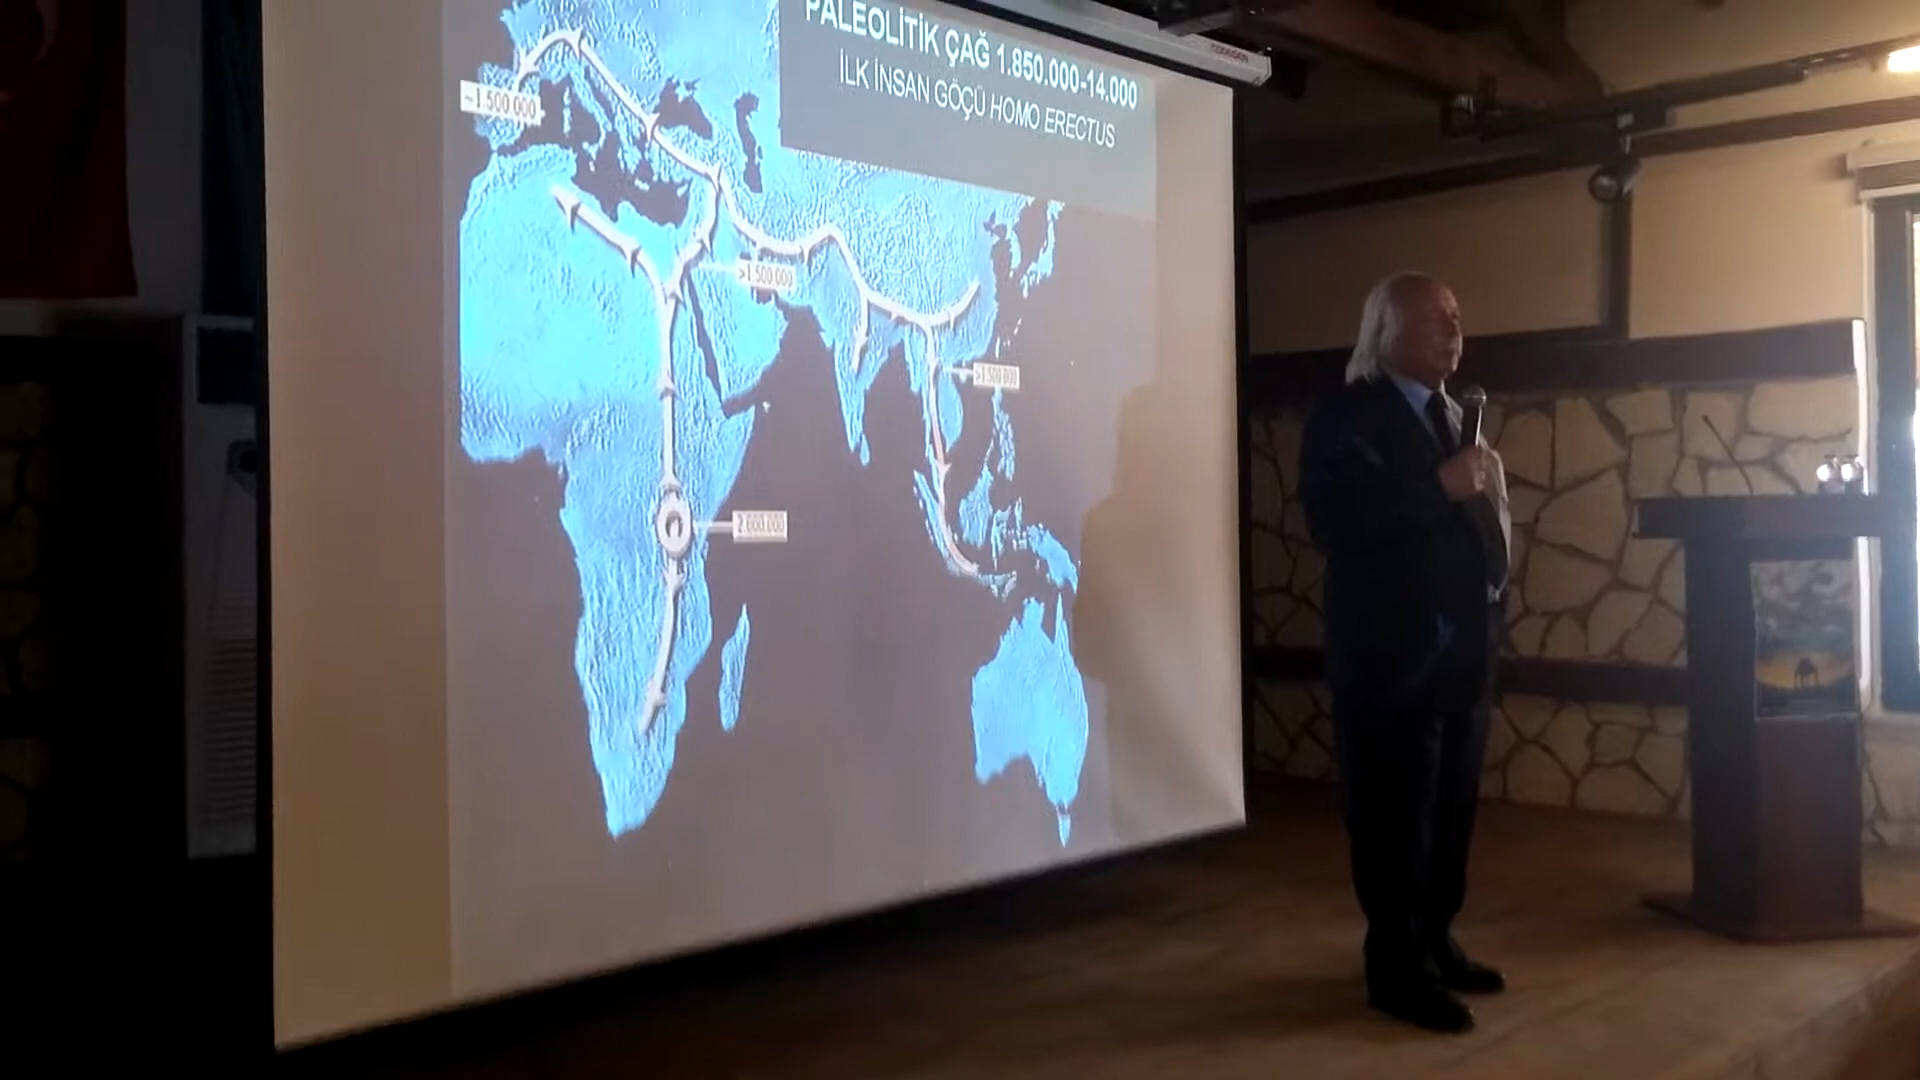 PALEOLİTİK ÇAĞ 1.850.000-14.000
İLK İNSAN GÖÇÜ HOMO ERECTUS
~1 500 000
>1 500 000
>1 500 000
2 000 000